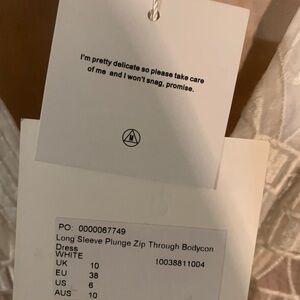 I'm pretty delicate so please take care
of me and I won't snag, promise.
M
PO: 0000067749
Long Sleeve Plunge Zip Through Bodycon
Dress
WHITE
UK 10 10038811004
EU 38
US 6
AUS 10